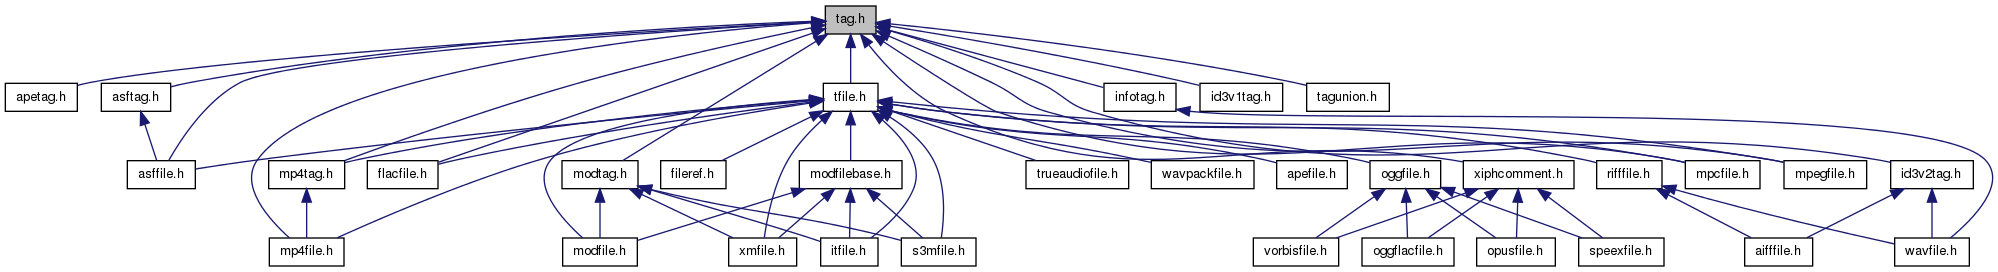 tag.h
apetag.h
asftag.h
tfile.h
infotag.h
id3v1tag.h
tagunion.h
asffile.h
mp4tag.h
flacfile.h
modtag.h
fileref.h
modfilebase.h
trueaudiofile.h
wavpackfile.h
apefile.h
oggfile.h
xiphcomment.h
rifffile.h
mpcfile.h
mpegfile.h
id3v2tag.h
mp4file.h
modfile.h
xmfile.h
itfile.h
s3mfile.h
vorbisfile.h
oggflacfile.h
opusfile.h
speexfile.h
aifffile.h
wavfile.h